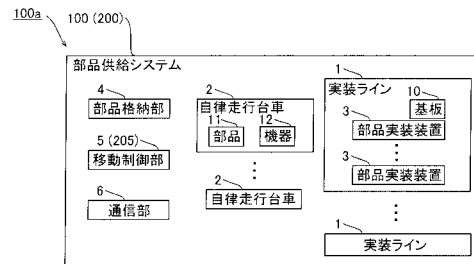 100a
100(200)
部品供給システム
4
部品格納部
5(205)
移動制御部
6
通信部
2
自律走行台車
11
部品
12
機器
2
自律走行台車
1
実装ライン
10
基板
3
部品実装装置
3
部品実装装置
1
実装ライン